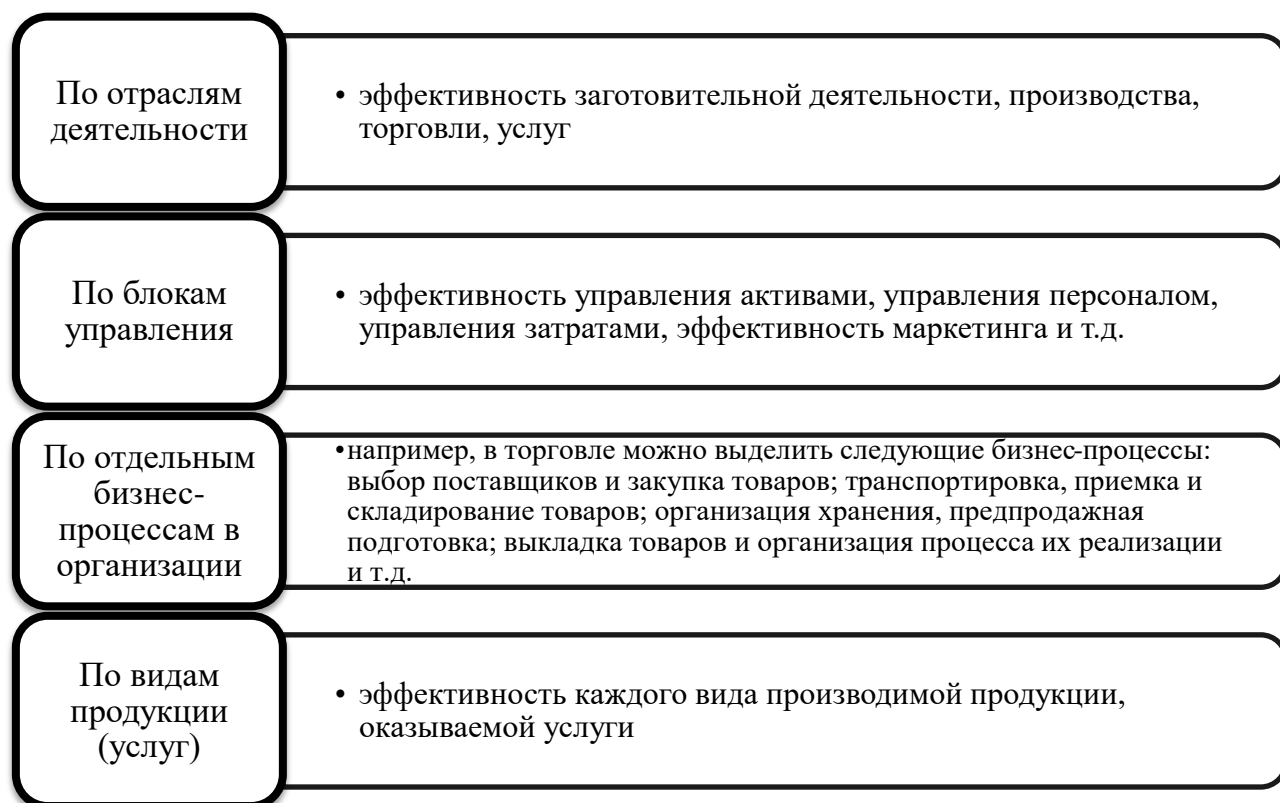 По отраслям
деятельности
• эффективность заготовительной деятельности, производства,
торговли, услуг
По блокам
управления
• эффективность управления активами, управления персоналом,
управления затратами, эффективность маркетинга и т.д.
По отдельным
бизнес-
процессам в
организации
•например, в торговле можно выделить следующие бизнес-процессы:
выбор поставщиков и закупка товаров; транспортировка, приемка и
складирование товаров; организация хранения, предпродажная
подготовка; выкладка товаров и организация процесса их реализации
и т.д.
По видам
продукции
(услуг)
• эффективность каждого вида производимой продукции,
оказываемой услуги